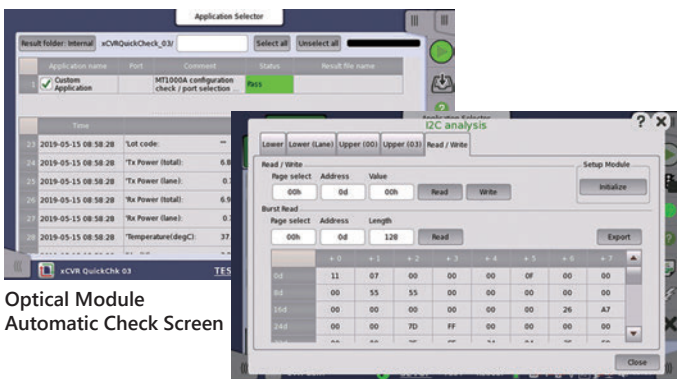 Application Selector
Result folder: Internal xCVRQuickCheck_03/ Select all Unselect all
Application name Port Comment Status Result file name
1 Custom Application MT1000A configuration check / port selection ... Pass
Time
23 2019-05-15 08:58:28 'Lot code: --
24 2019-05-15 08:58:28 'Tx Power (total): 6.8
25 2019-05-15 08:58:28 'Tx Power (lane):
26 2019-05-15 08:58:28 'Rx Power (total): 6.9
27 2019-05-15 08:58:28 'Rx Power (lane):
28 2019-05-15 08:58:28 'Temperature(degC): 37.
xCVR QuickChk 03 TES
Optical Module
Automatic Check Screen
I2C analysis ? X
Lower Lower (Lane) Upper (00) Upper (03) Read / Write
Read / Write Setup Module
Page select Address Value
00h 0d 00h Read Write Initialize
Burst Read
Page select Address Length
00h 0d 128 Read Export
+ 0 + 1 + 2 + 3 + 4 + 5 + 6 + 7
0d 11 07 00 00 00 0F 00 00
8d 00 55 55 00 00 00 00 00
16d 00 00 00 00 00 00 26 A7
24d 00 00 7D FF 00 00 00 00
Close